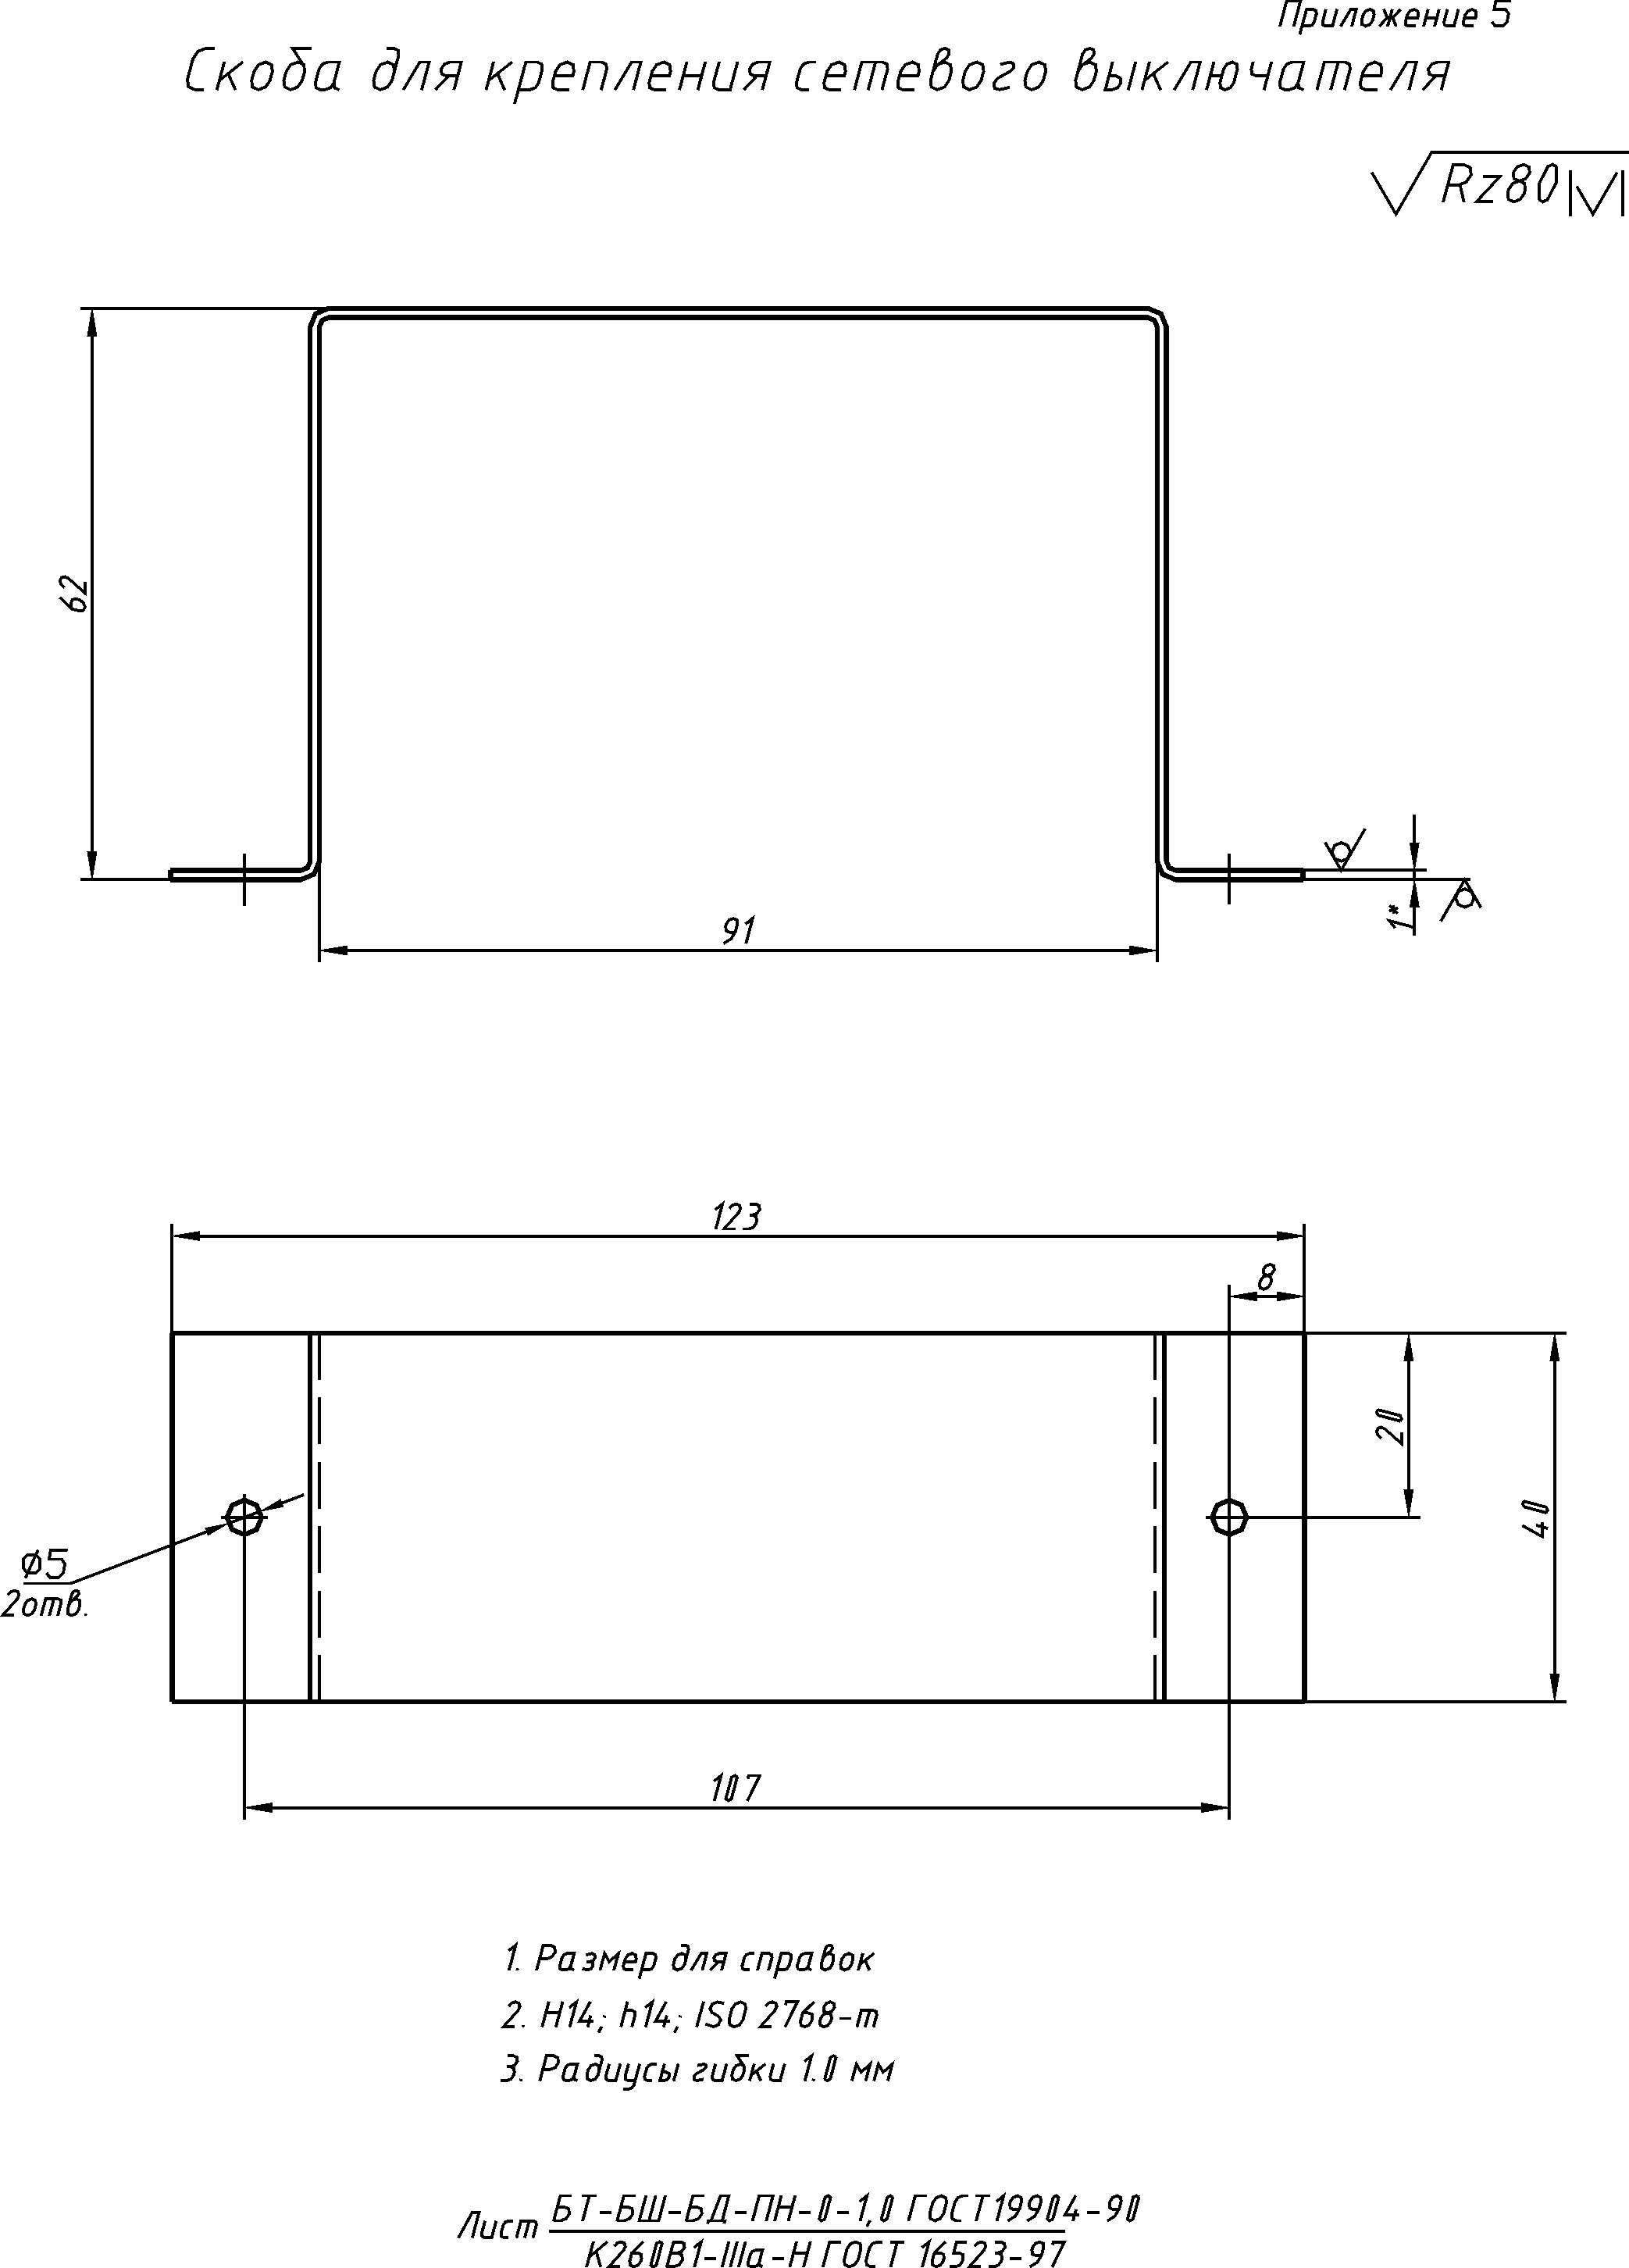 Приложение 5
Скоба для крепления сетевого выключателя
Rz80
62
91
1*
123
8
20
40
⌀5
2отв.
107
1. Размер для справок
2. H14; h14; ISO 2768-m
3. Радиусы гибки 1.0 мм
Лист БТ-БШ-БД-ПН-0-1,0 ГОСТ19904-90
К260В1-IIIа-Н ГОСТ 16523-97